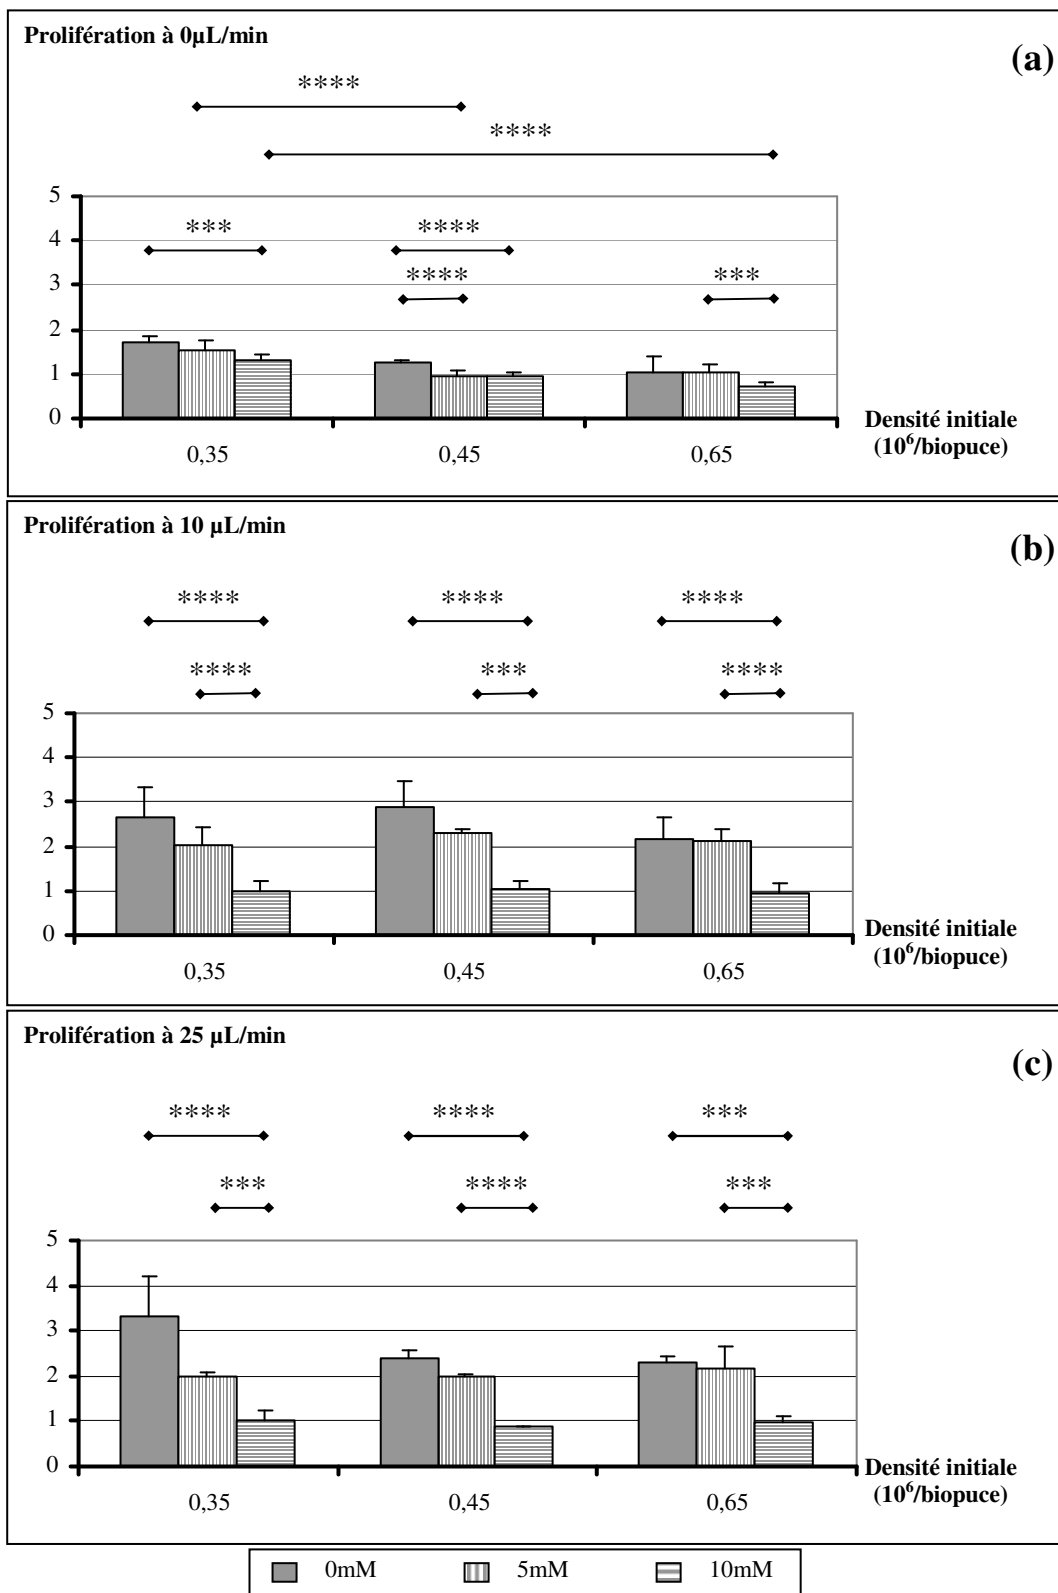 Prolifération à 0µL/min
(a)
****
****
5
*** ****
4
**** ***
3
2
1
0
Densité initiale
0,35 0,45 0,65 (10⁶/biopuce)
Prolifération à 10 µL/min
(b)
**** **** ****
**** *** ****
5
4
3
2
1
0
Densité initiale
0,35 0,45 0,65 (10⁶/biopuce)
Prolifération à 25 µL/min
(c)
**** **** ***
*** **** ***
5
4
3
2
1
0
Densité initiale
0,35 0,45 0,65 (10⁶/biopuce)
0mM 5mM 10mM